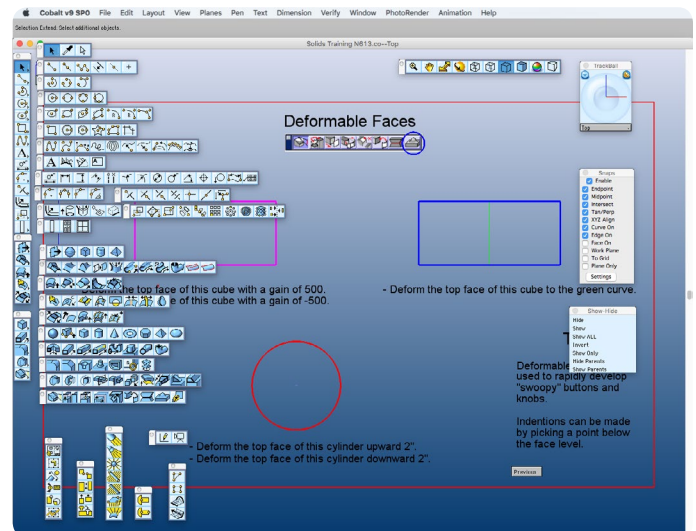 Cobalt v9 SP0 File Edit Layout View Planes Pen Text Dimension Verify Window PhotoRender Animation Help
Selection Extend. Select additional objects.
Solids Training N613.co--Top
TrackBall
Top
Deformable Faces
Snaps
Enable
Endpoint
Midpoint
Intersect
Tan/Perp
XYZ Align
Curve On
Edge On
Face On
Work Plane
To Grid
Plane Only
Settings
top face of this cube with a gain of 500.
e of this cube with a gain of -500.
- Deform the top face of this cube to the green curve.
Show-Hide
Hide
Show
Show ALL
Invert
Show Only
Hide Parents
Show Parents
T
Deformable
used to rapidly develop
"swoopy" buttons and
knobs.
Indentions can be made
by picking a point below
the face level.
- Deform the top face of this cylinder upward 2".
- Deform the top face of this cylinder downward 2".
Previous